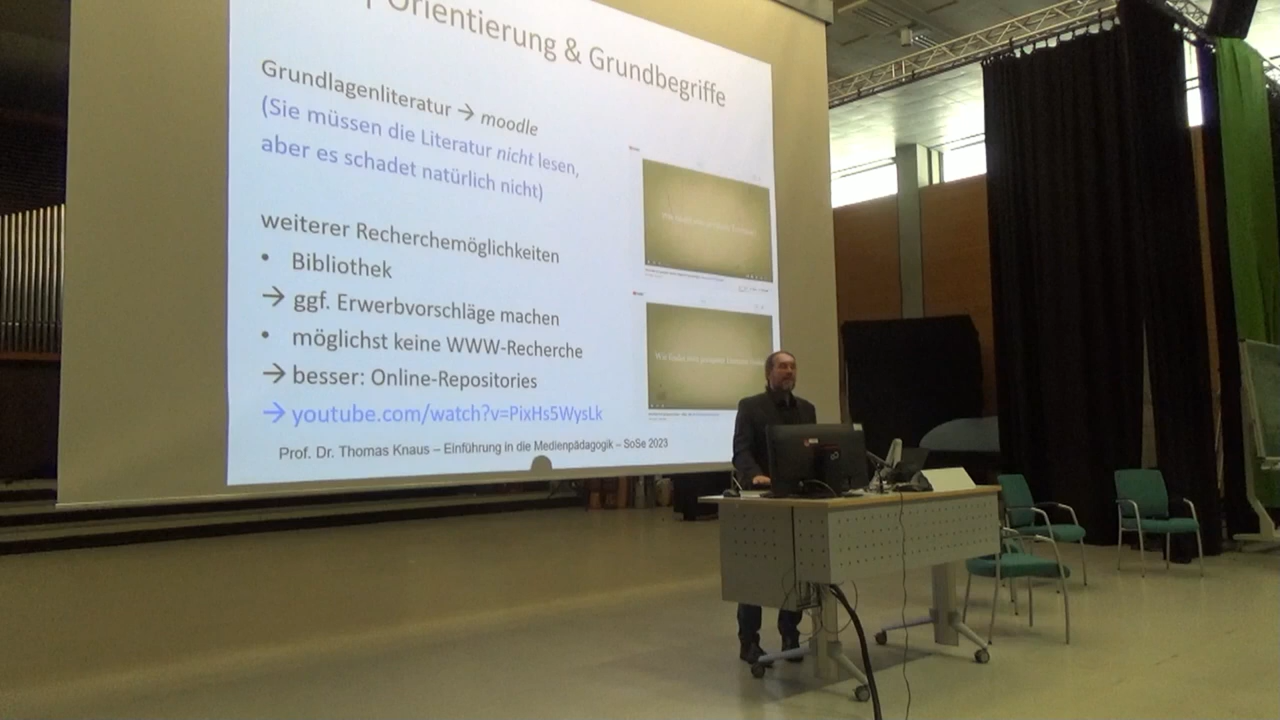 Orientierung & Grundbegriffe
Grundlagenliteratur → moodle
(Sie müssen die Literatur nicht lesen,
aber es schadet natürlich nicht)
weiterer Recherchemöglichkeiten
• Bibliothek
→ ggf. Erwerbvorschläge machen
• möglichst keine WWW-Recherche
→ besser: Online-Repositories
→ youtube.com/watch?v=PixHs5WysLk
Prof. Dr. Thomas Knaus – Einführung in die Medienpädagogik – SoSe 2023